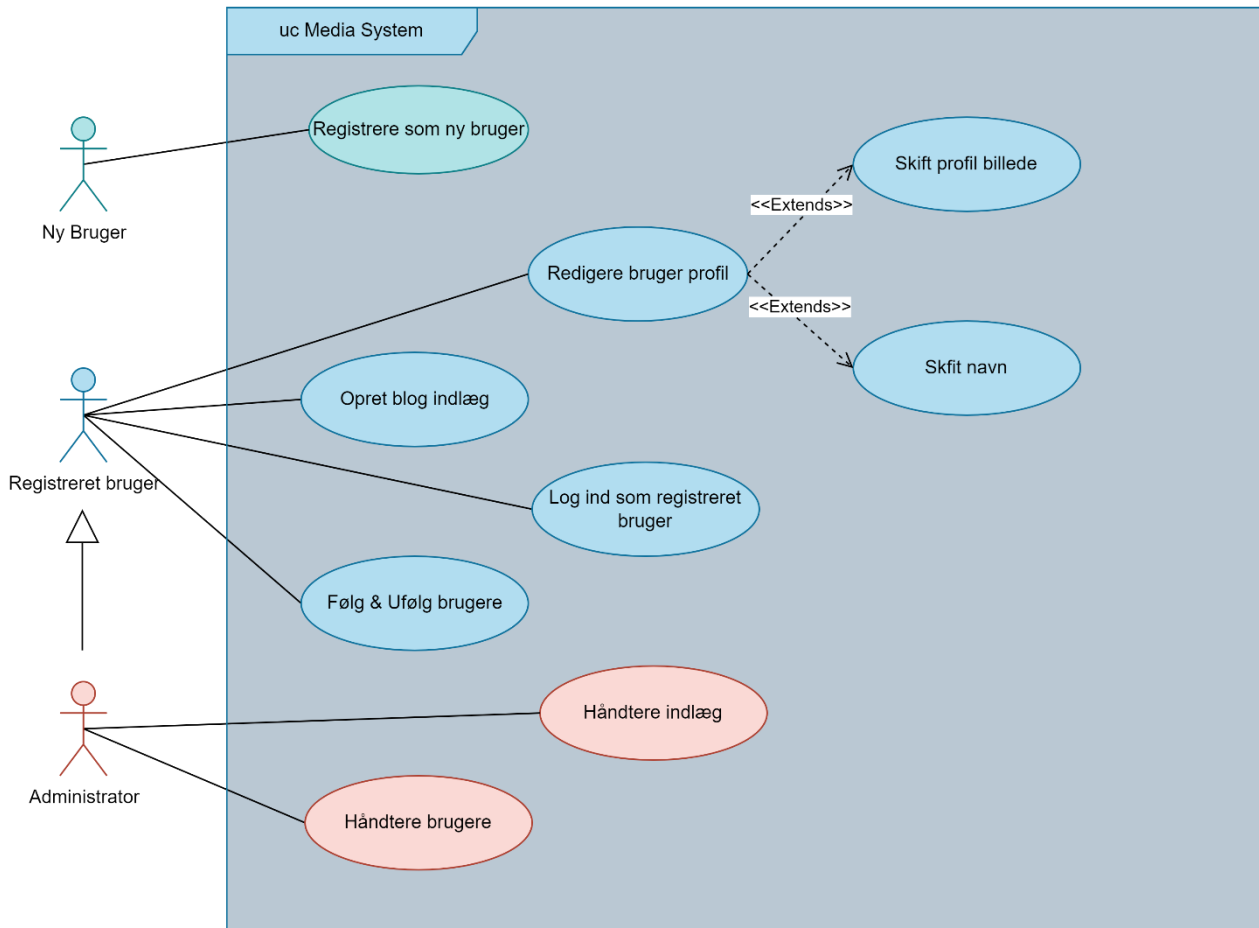 uc Media System
Registrere som ny bruger
Ny Bruger
Skift profil billede
<<Extends>>
Redigere bruger profil
<<Extends>>
Skfit navn
Opret blog indlæg
Registreret bruger
Log ind som registreret
bruger
Følg & Ufølg brugere
Håndtere indlæg
Administrator
Håndtere brugere